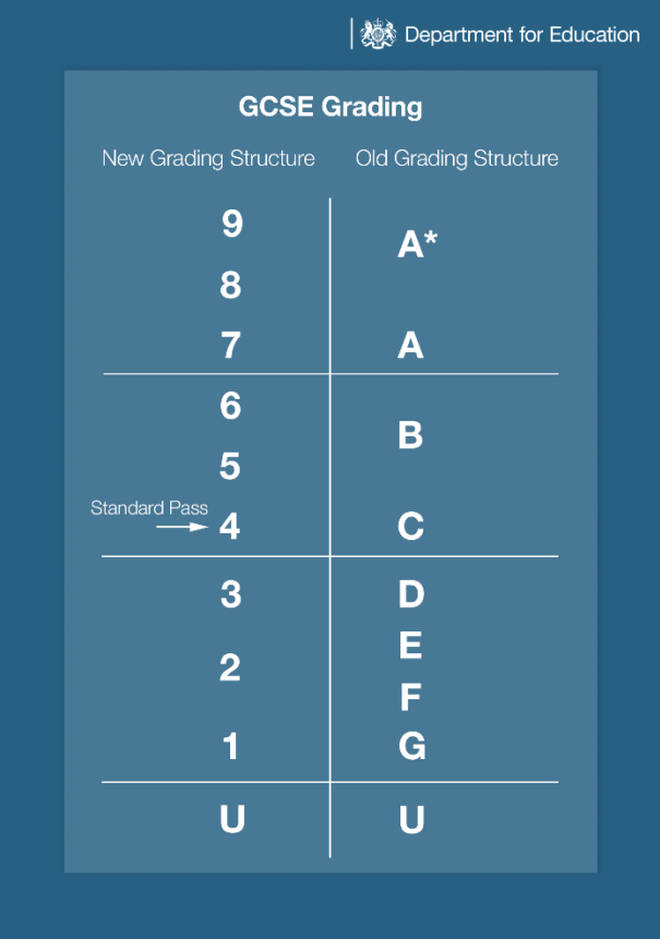 Department for Education
GCSE Grading
New Grading Structure Old Grading Structure
9
A*
8
7 A
6
B
5
Standard Pass
4 C
3 D
E
2
F
1 G
U U